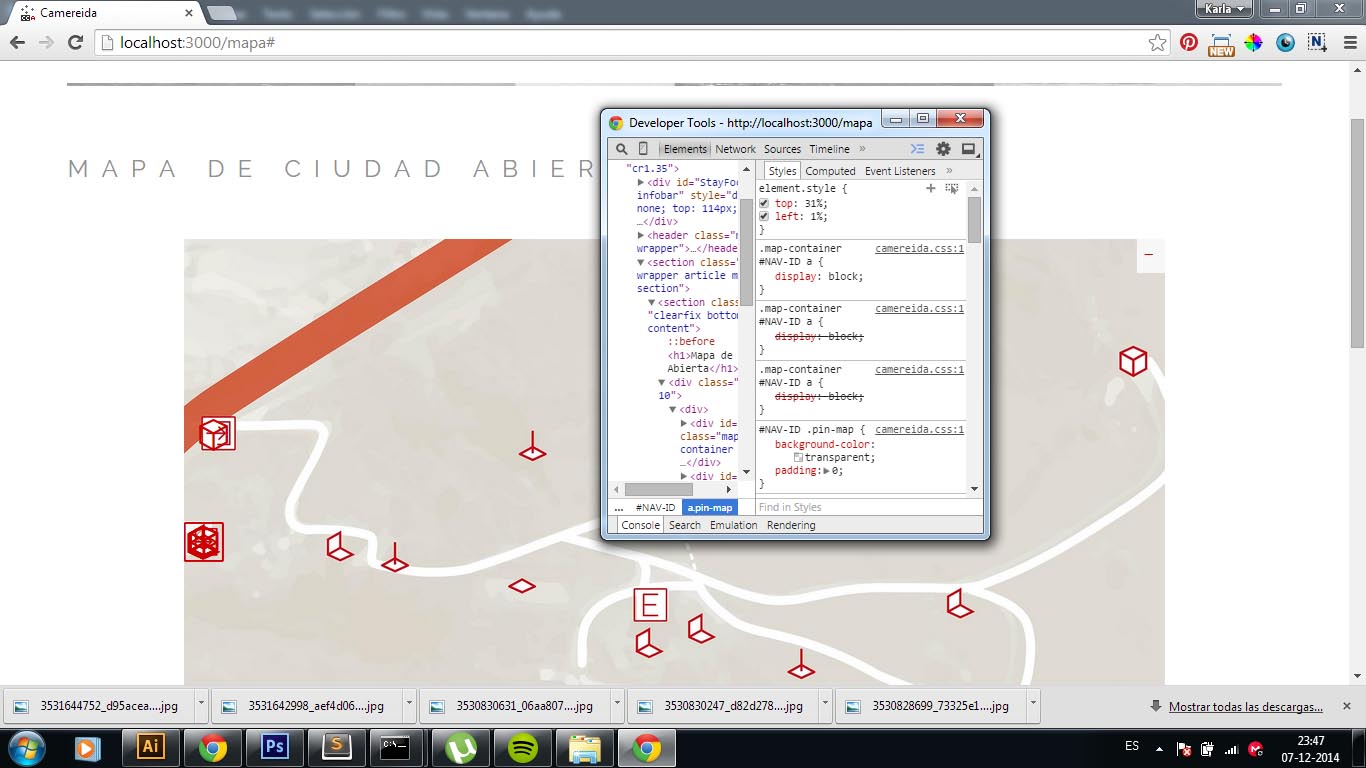 Camereida
Karla
localhost:3000/mapa#
NEW
N
MAPA DE CIUDAD ABIER
Developer Tools - http://localhost:3000/mapa
Elements Network Sources Timeline »
"cr1.35">
<div id="StayFoc
infobar" style="d
none; top: 114px;
…</div>
<header class="m
wrapper">…</heade
<section class="
wrapper article m
section">
<section class
"clearfix botton
content">
::before
<h1>Mapa de
Abierta</h1>
<div class="
10">
<div>
<div id=
class="map
container
…</div>
<div id=
... #NAV-ID a.pin-map
Styles Computed Event Listeners »
element.style {
top: 31%;
left: 1%;
}
.map-container camereida.css:1
#NAV-ID a {
display: block;
}
.map-container camereida.css:1
#NAV-ID a {
display: block;
}
.map-container camereida.css:1
#NAV-ID a {
display: block;
}
#NAV-ID .pin-map { camereida.css:1
background-color:
transparent;
padding: 0;
}
Find in Styles
Console Search Emulation Rendering
E
3531644752_d95acea....jpg
3531642998_aef4d06....jpg
3530830631_06aa807....jpg
3530830247_d82d278....jpg
3530828699_73325e1....jpg
Mostrar todas las descargas...
Ai
Ps
S
C:\_
ES
23:47
07-12-2014